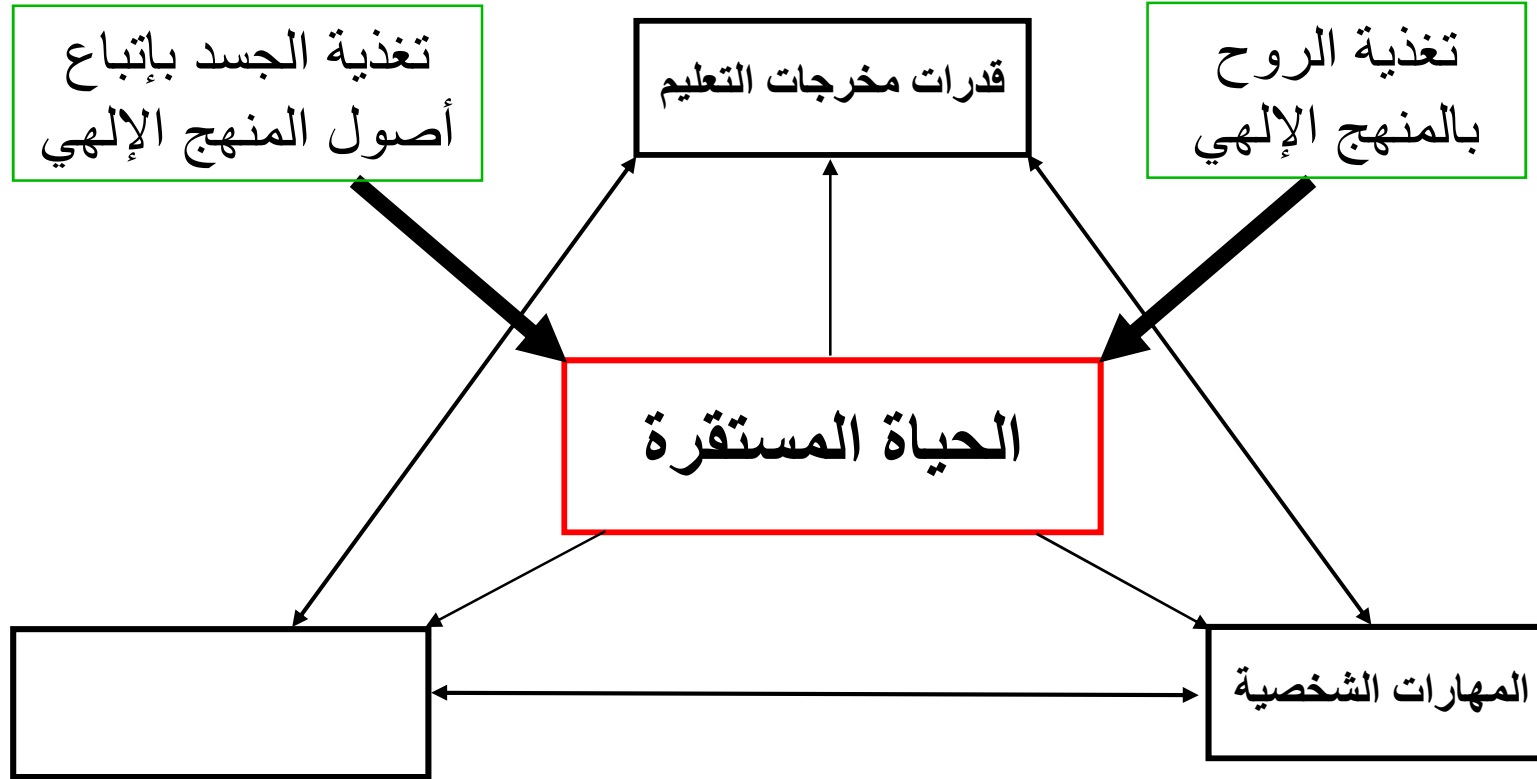 تغذية الروح
بالمنهج الإلهي
قدرات مخرجات التعليم
تغذية الجسد بإتباع
أصول المنهج الإلهي
الحياة المستقرة
المهارات الشخصية